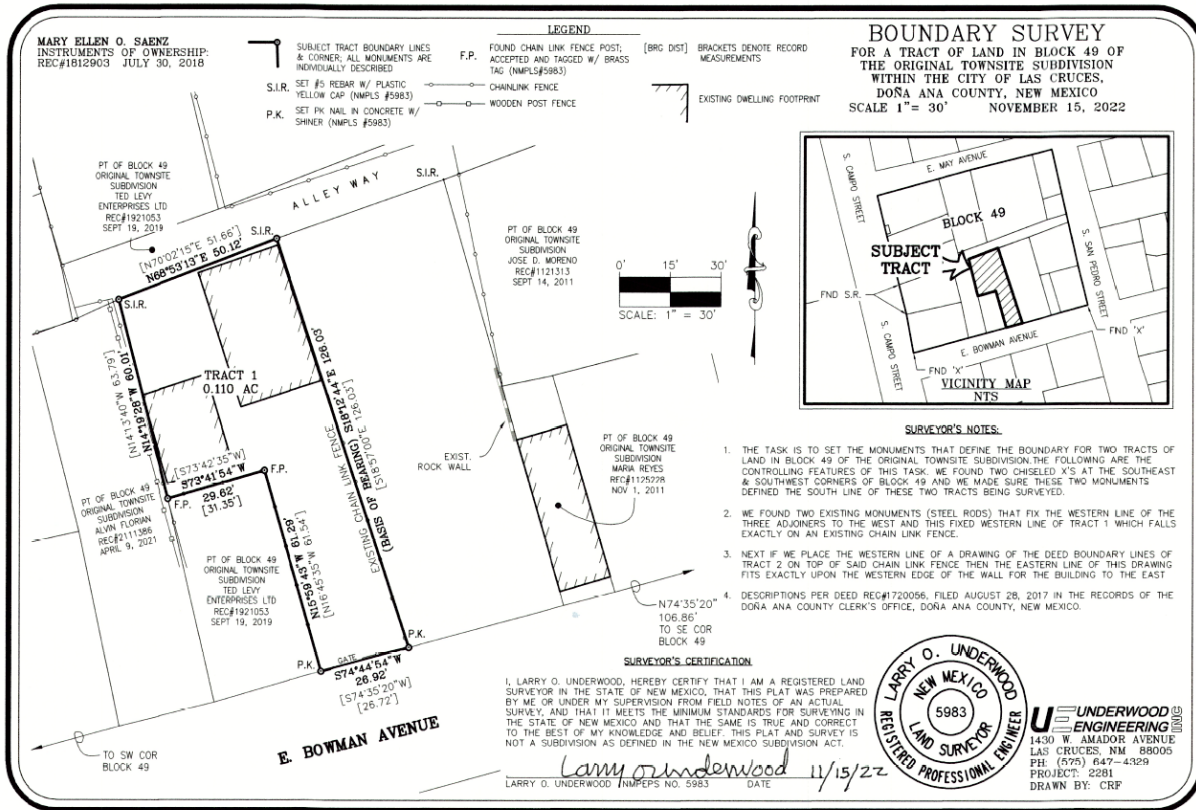 MARY ELLEN O. SAENZ
INSTRUMENTS OF OWNERSHIP:
REC#1812903 JULY 30, 2018
LEGEND
SUBJECT TRACT BOUNDARY LINES
& CORNER; ALL MONUMENTS ARE
INDIVIDUALLY DESCRIBED
S.I.R. SET #5 REBAR W/ PLASTIC
YELLOW CAP (NMPLS #5983)
P.K. SET PK NAIL IN CONCRETE W/
SHINER (NMPLS #5983)
F.P. FOUND CHAIN LINK FENCE POST;
ACCEPTED AND TAGGED W/ BRASS
TAG (NMPLS#5983)
CHAINLINK FENCE
WOODEN POST FENCE
[BRG DIST] BRACKETS DENOTE RECORD
MEASUREMENTS
EXISTING DWELLING FOOTPRINT
BOUNDARY SURVEY
FOR A TRACT OF LAND IN BLOCK 49 OF
THE ORIGINAL TOWNSITE SUBDIVISION
WITHIN THE CITY OF LAS CRUCES,
DOÑA ANA COUNTY, NEW MEXICO
SCALE 1"= 30' NOVEMBER 15, 2022
PT OF BLOCK 49
ORIGINAL TOWNSITE
SUBDIVISION
TED LEVY
ENTERPRISES LTD
REC#1921053
SEPT 19, 2019
ALLEY WAY
S.I.R.
S.I.R.
S.I.R.
[N70°02'15"E 51.66']
N68°53'13"E 50.12'
PT OF BLOCK 49
ORIGINAL TOWNSITE
SUBDIVISION
JOSE D. MORENO
REC#1121313
SEPT 14, 2011
0' 15' 30'
SCALE: 1" = 30'
TRACT 1
0.110 AC
N14°19'28"W 60.01'
[N14°13'40"W 63.79']
(BASIS OF BEARING) S18°12'44"E 126.03'
[S18°57'00"E 126.03']
EXISTING CHAIN LINK FENCE
[S73°42'35"W]
S73°41'54"W
29.62'
[31.35']
F.P.
F.P.
PT OF BLOCK 49
ORIGINAL TOWNSITE
SUBDIVISION
ALVIN FLORIAN
REC#2111386
APRIL 9, 2021
PT OF BLOCK 49
ORIGINAL TOWNSITE
SUBDIVISION
TED LEVY
ENTERPRISES LTD
REC#1921053
SEPT 19, 2019
N15°59'43"W 61.29'
[N16°45'35"W 61.54']
EXIST.
ROCK WALL
PT OF BLOCK 49
ORIGINAL TOWNSITE
SUBDIVISION
MARIA REYES
REC#1125228
NOV 1, 2011
N74°35'20"
106.86'
TO SE COR
BLOCK 49
P.K.
P.K.
GATE
S74°44'54"W
26.92'
[S74°35'20"W]
[26.72']
E. BOWMAN AVENUE
TO SW COR
BLOCK 49
S. CAMPO STREET
E. MAY AVENUE
BLOCK 49
SUBJECT
TRACT
S. SAN PEDRO STREET
FND S.R.
S. CAMPO STREET
E. BOWMAN AVENUE
FND 'X'
FND 'X'
VICINITY MAP
NTS
SURVEYOR'S NOTES:
1. THE TASK IS TO SET THE MONUMENTS THAT DEFINE THE BOUNDARY FOR TWO TRACTS OF
LAND IN BLOCK 49 OF THE ORIGINAL TOWNSITE SUBDIVISION.THE FOLLOWING ARE THE
CONTROLLING FEATURES OF THIS TASK. WE FOUND TWO CHISELED X'S AT THE SOUTHEAST
& SOUTHWEST CORNERS OF BLOCK 49 AND WE MADE SURE THESE TWO MONUMENTS
DEFINED THE SOUTH LINE OF THESE TWO TRACTS BEING SURVEYED.
2. WE FOUND TWO EXISTING MONUMENTS (STEEL RODS) THAT FIX THE WESTERN LINE OF THE
THREE ADJOINERS TO THE WEST AND THIS FIXED WESTERN LINE OF TRACT 1 WHICH FALLS
EXACTLY ON AN EXISTING CHAIN LINK FENCE.
3. NEXT IF WE PLACE THE WESTERN LINE OF A DRAWING OF THE DEED BOUNDARY LINES OF
TRACT 2 ON TOP OF SAID CHAIN LINK FENCE THEN THE EASTERN LINE OF THIS DRAWING
FITS EXACTLY UPON THE WESTERN EDGE OF THE WALL FOR THE BUILDING TO THE EAST
4. DESCRIPTIONS PER DEED REC#1720056, FILED AUGUST 28, 2017 IN THE RECORDS OF THE
DOÑA ANA COUNTY CLERK'S OFFICE, DOÑA ANA COUNTY, NEW MEXICO.
SURVEYOR'S CERTIFICATION
I, LARRY O. UNDERWOOD, HEREBY CERTIFY THAT I AM A REGISTERED LAND
SURVEYOR IN THE STATE OF NEW MEXICO, THAT THIS PLAT WAS PREPARED
BY ME OR UNDER MY SUPERVISION FROM FIELD NOTES OF AN ACTUAL
SURVEY, AND THAT IT MEETS THE MINIMUM STANDARDS FOR SURVEYING IN
THE STATE OF NEW MEXICO AND THAT THE SAME IS TRUE AND CORRECT
TO THE BEST OF MY KNOWLEDGE AND BELIEF. THIS PLAT AND SURVEY IS
NOT A SUBDIVISION AS DEFINED IN THE NEW MEXICO SUBDIVISION ACT.
Larry O Underwood 11/15/22
LARRY O. UNDERWOOD NMPEPS NO. 5983 DATE
LARRY O. UNDERWOOD
NEW MEXICO
5983
LAND SURVEYOR
REGISTERED PROFESSIONAL ENGINEER
UNDERWOOD
ENGINEERING INC
1430 W. AMADOR AVENUE
LAS CRUCES, NM 88005
PH: (575) 647-4329
PROJECT: 2281
DRAWN BY: CRF